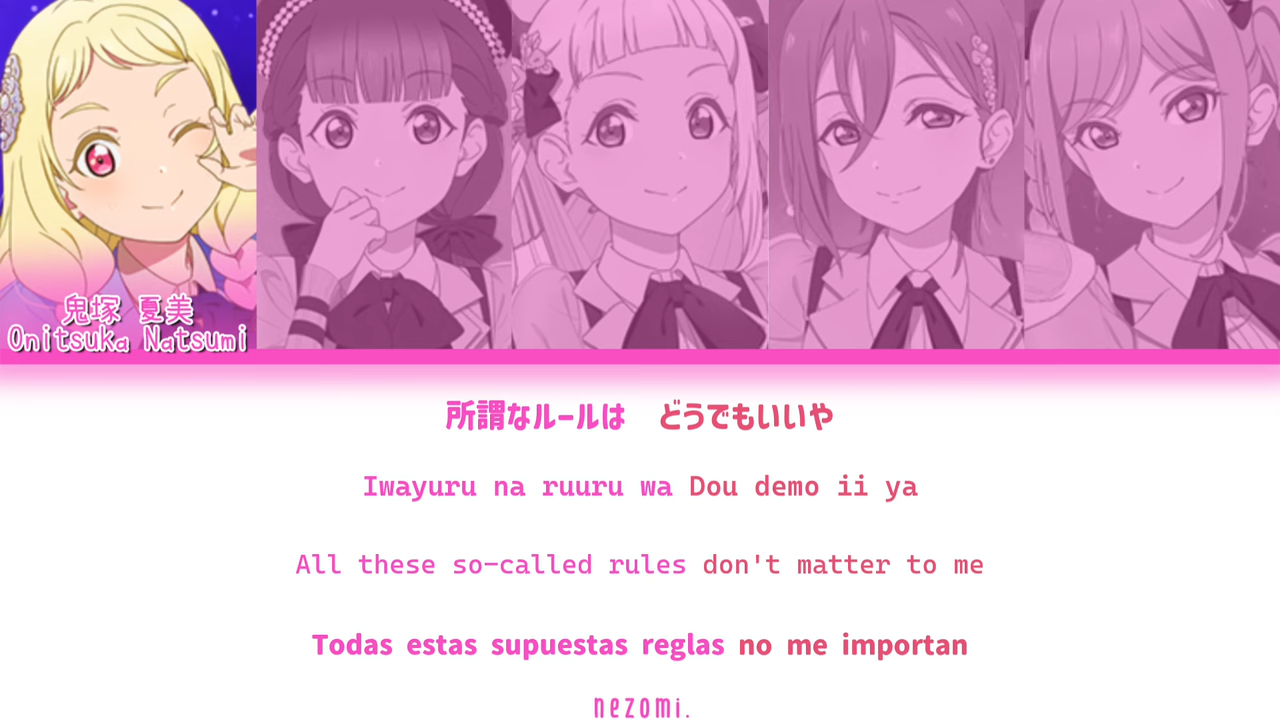 鬼塚 夏美
Onitsuka Natsumi
所謂なルールは　どうでもいいや
Iwayuru na ruuru wa Dou demo ii ya
All these so-called rules don't matter to me
Todas estas supuestas reglas no me importan
nezomi.